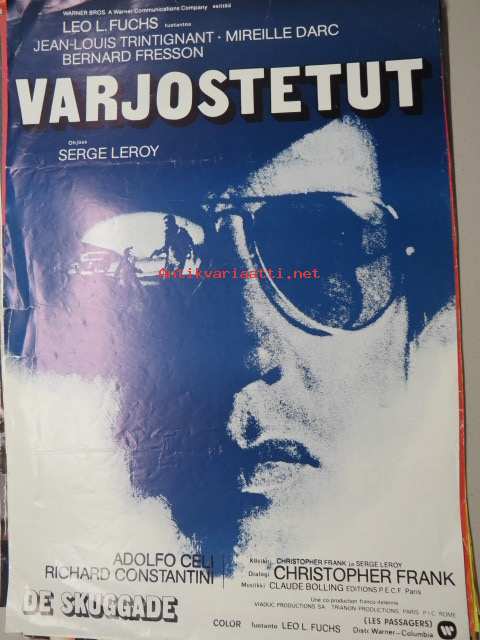 WARNER BROS. A Warner Communications Company esittää
LEO L. FUCHS tuotantoa
JEAN-LOUIS TRINTIGNANT · MIREILLE DARC
BERNARD FRESSON
VARJOSTETUT
Ohjaus
SERGE LEROY
antikvariaatti.net
ADOLFO CELI
RICHARD CONSTANTINI
Käsikirj. CHRISTOPHER FRANK ja SERGE LEROY
Dialogi CHRISTOPHER FRANK
Musiikki CLAUDE BOLLING EDITIONS P.E.C.F. Paris
DE SKUGGADE
Une co-production franco-italienne
VIADUC PRODUCTIONS SA TRIANON PRODUCTIONS PARIS P.I.C. ROME
COLOR tuotanto LEO L. FUCHS (LES PASSAGERS)
Distr. Warner-Columbia